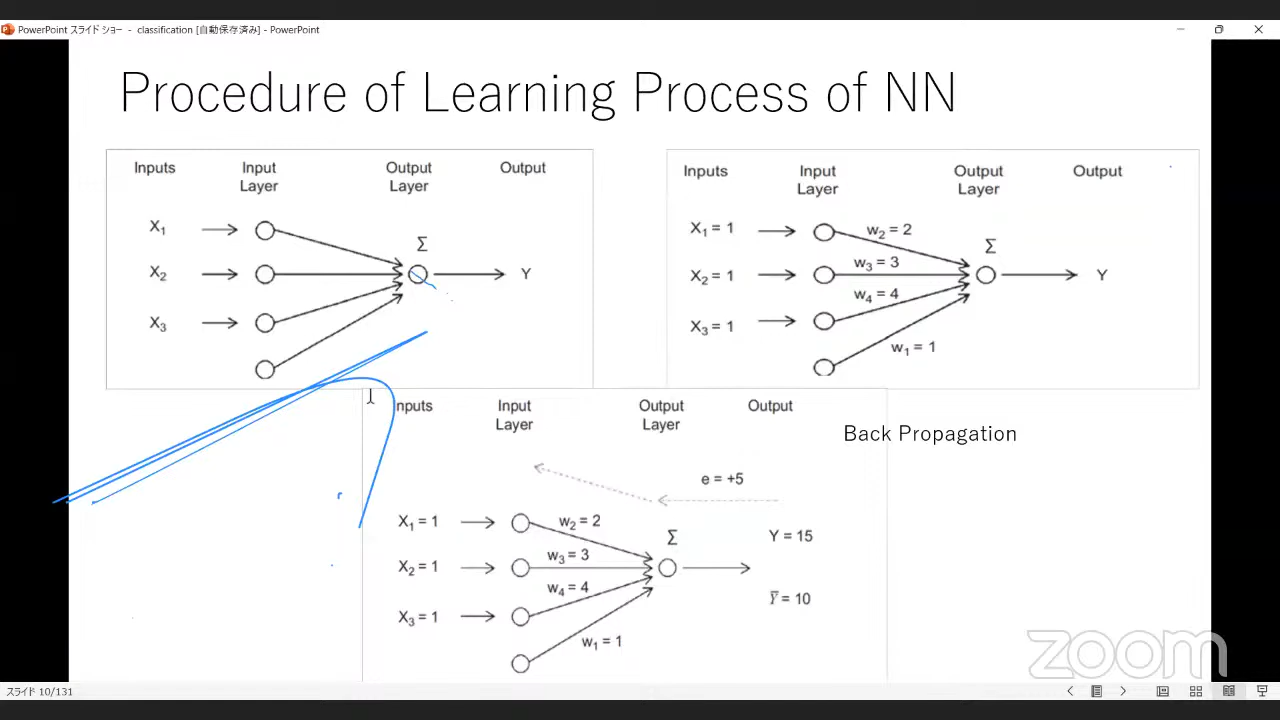 PowerPoint スライド ショー - classification [自動保存済み] - PowerPoint
Procedure of Learning Process of NN
Inputs Input Layer Output Layer Output
X1
X2
X3
Σ
Y
Inputs Input Layer Output Layer Output
X1 = 1
X2 = 1
X3 = 1
w2 = 2
w3 = 3
w4 = 4
w1 = 1
Σ
Y
nputs Input Layer Output Layer Output
Back Propagation
e = +5
X1 = 1
X2 = 1
X3 = 1
w2 = 2
w3 = 3
w4 = 4
w1 = 1
Σ
Y = 15
Y̅ = 10
zoom
スライド 10/131